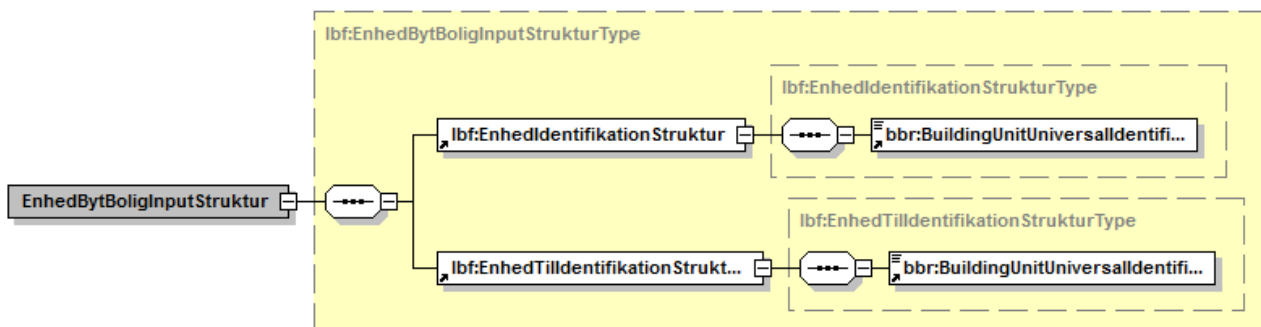 lbf:EnhedBytBoligInputStrukturType
lbf:EnhedIdentifikationStrukturType
lbf:EnhedIdentifikationStruktur
bbr:BuildingUnitUniversalIdentifi...
EnhedBytBoligInputStruktur
lbf:EnhedTilIdentifikationStrukturType
lbf:EnhedTilIdentifikationStrukt...
bbr:BuildingUnitUniversalIdentifi...